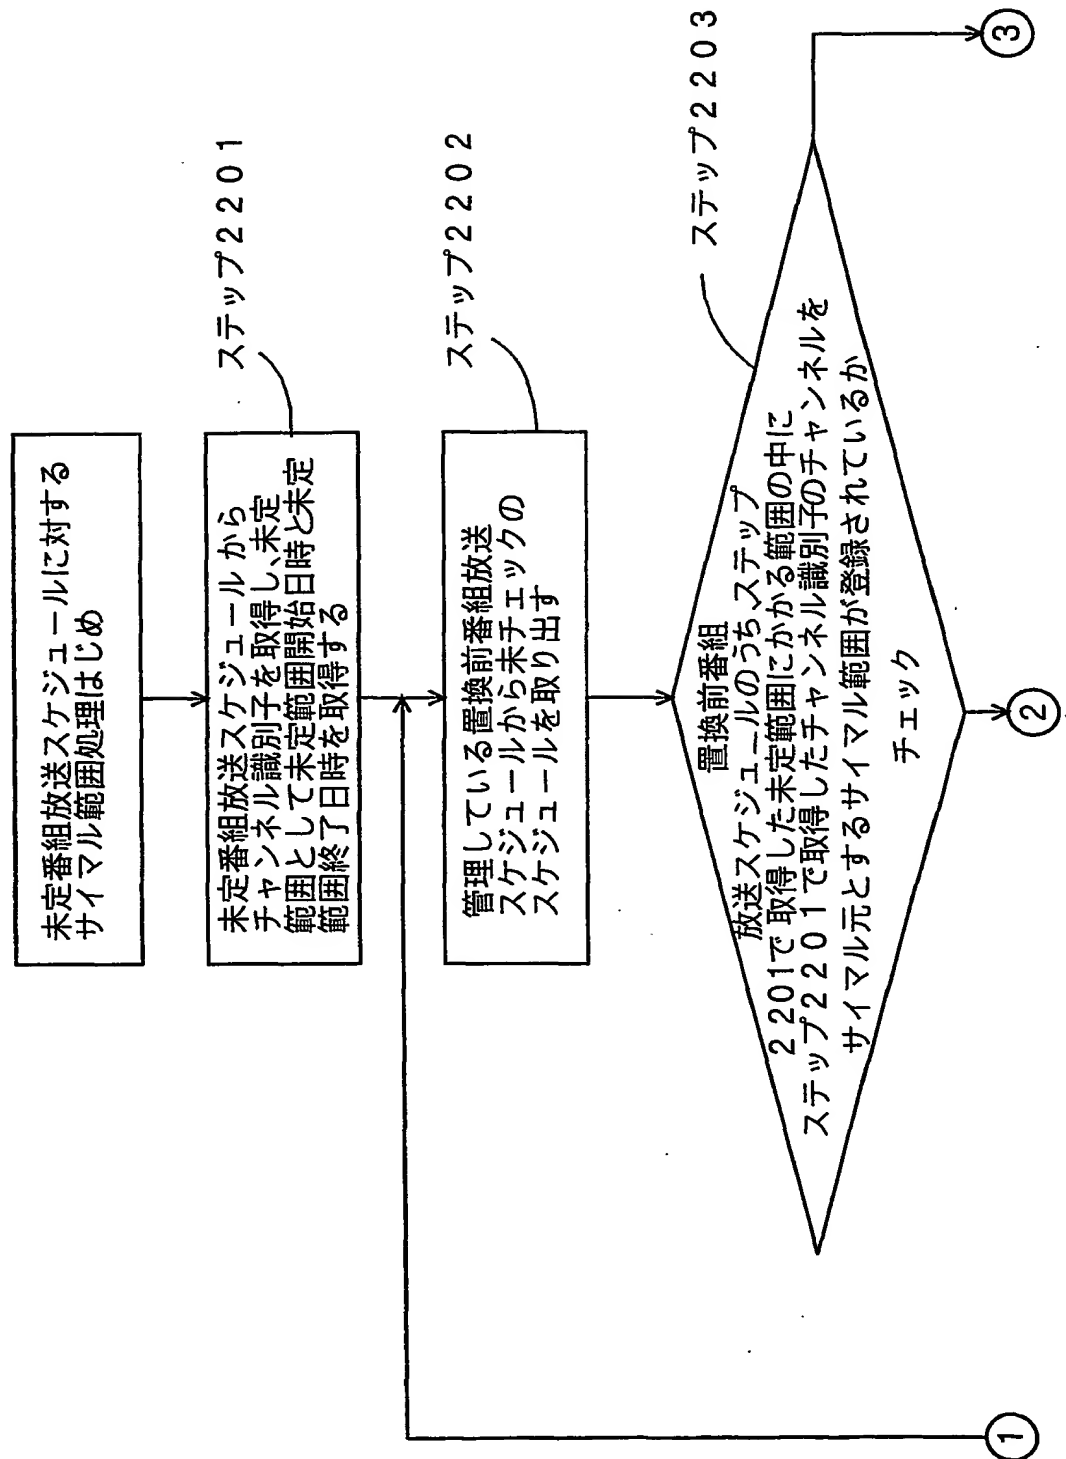 未定番組放送スケジュールに対する
サイマル範囲処理はじめ
未定番組放送スケジュールから
チャンネル識別子を取得し、未定
範囲として未定範囲開始日時と未定
範囲終了日時を取得する
ステップ2201
管理している置換前番組放送
スケジュールから未チェックの
スケジュールを取り出す
ステップ2202
置換前番組
放送スケジュールのうち、ステップ
2201で取得した未定範囲にかかる範囲の中に
ステップ2201で取得したチャンネル識別子のチャンネルを
サイマル元とするサイマル範囲が登録されているか
チェック
ステップ2203
①
②
③